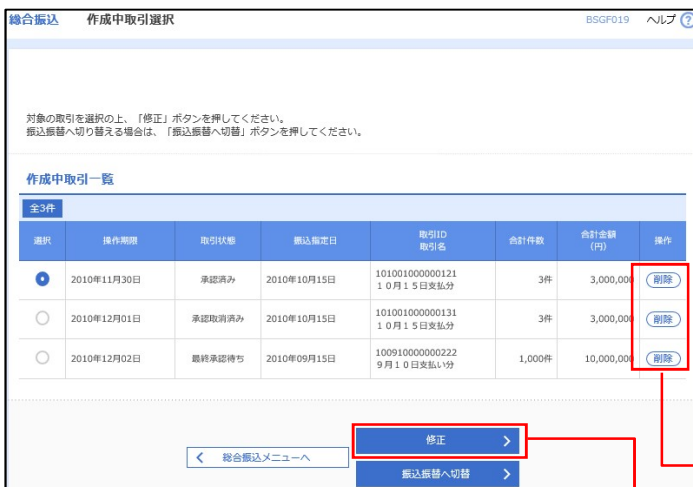 総合振込 作成中取引選択 BSGF019 ヘルプ ?
対象の取引を選択の上、「修正」ボタンを押してください。
振込振替へ切り替える場合は、「振込振替へ切替」ボタンを押してください。
作成中取引一覧
全3件
選択 操作期限 取引状態 振込指定日 取引ID 取引名 合計件数 合計金額 (円) 操作
2010年11月30日 承認済み 2010年10月15日 101001000000121 3件 3,000,000 削除
１０月１５日支払分
2010年12月01日 承認取消済み 2010年10月15日 101001000000131 3件 3,000,000 削除
１０月１５日支払分
2010年12月02日 最終承認待ち 2010年09月15日 100910000000222 1,000件 10,000,000 削除
９月１０日支払い分
総合振込メニューへ
修正
振込振替へ切替